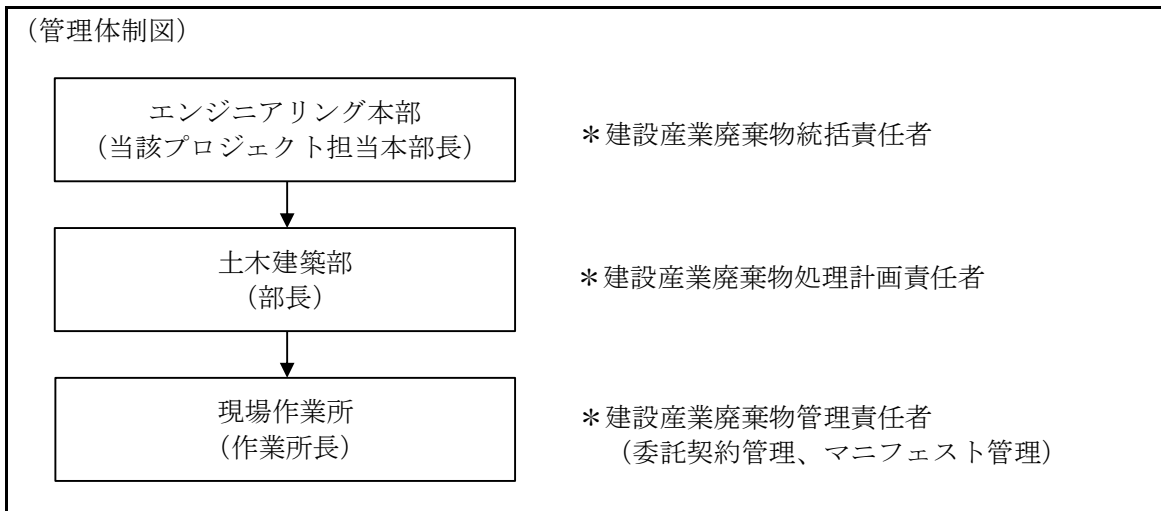 (管理体制図)
エンジニアリング本部
(当該プロジェクト担当本部長)
＊建設産業廃棄物統括責任者
土木建築部
(部長)
＊建設産業廃棄物処理計画責任者
現場作業所
(作業所長)
＊建設産業廃棄物管理責任者
(委託契約管理、マニフェスト管理)